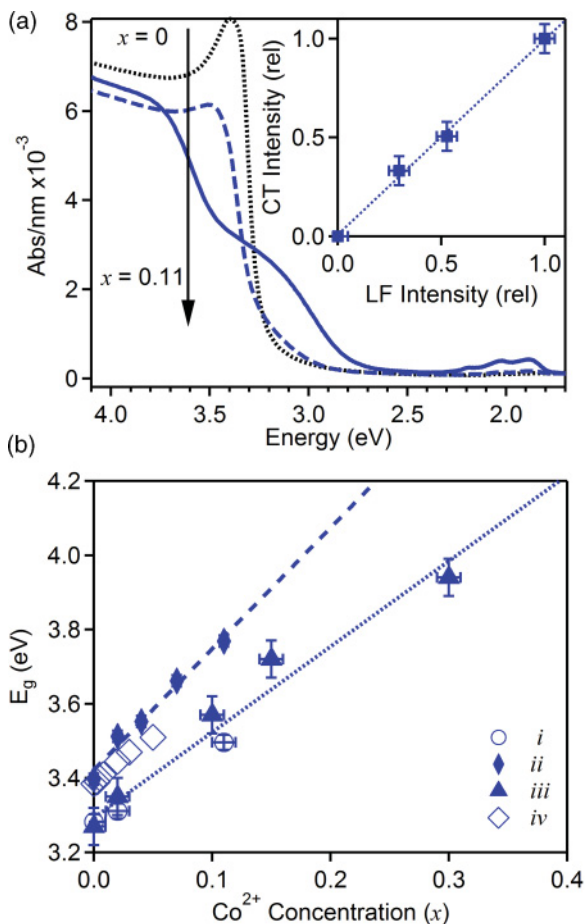 (a)
8
6
4
2
0
Abs/nm x10⁻³
x = 0
x = 0.11
4.0 3.5 3.0 2.5 2.0
Energy (eV)
CT Intensity (rel)
1.0
0.5
0.0
0.0 0.5 1.0
LF Intensity (rel)
(b)
4.2
4.0
3.8
3.6
3.4
3.2
E_g (eV)
i
ii
iii
iv
0.0 0.1 0.2 0.3 0.4
Co²⁺ Concentration (x)